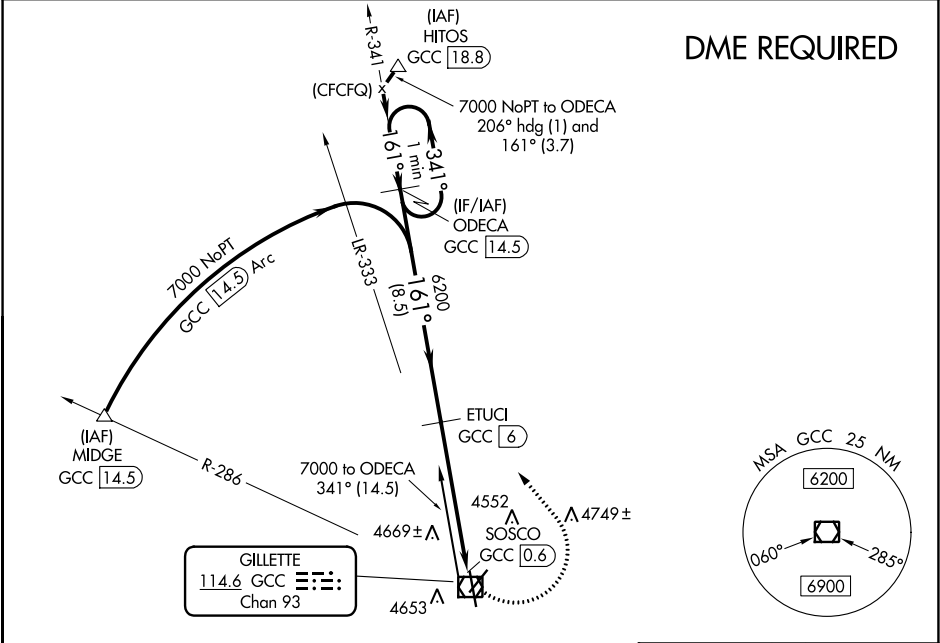 DME REQUIRED
(IAF)
HITOS
GCC 18.8
R-341
(CFCFQ)
7000 NoPT to ODECA
206° hdg (1) and
161° (3.7)
161°
1 min
341°
(IF/IAF)
ODECA
GCC 14.5
7000 NoPT
GCC 14.5 Arc
LR-333
6200
161°
(8.5)
(IAF)
MIDGE
GCC 14.5
R-286
ETUCI
GCC 6
7000 to ODECA
341° (14.5)
4552
4749±
4669±
SOSCO
GCC 0.6
GILLETTE
114.6 GCC
Chan 93
4653
MSA GCC 25 NM
6200
060°
285°
6900